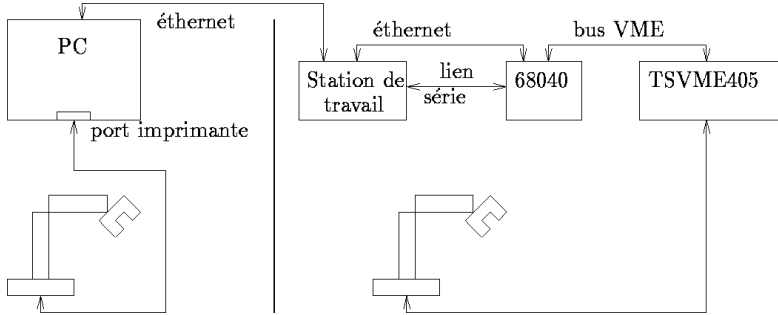 éthernet
PC
port imprimante
éthernet
bus VME
Station de
travail
lien
série
68040
TSVME405